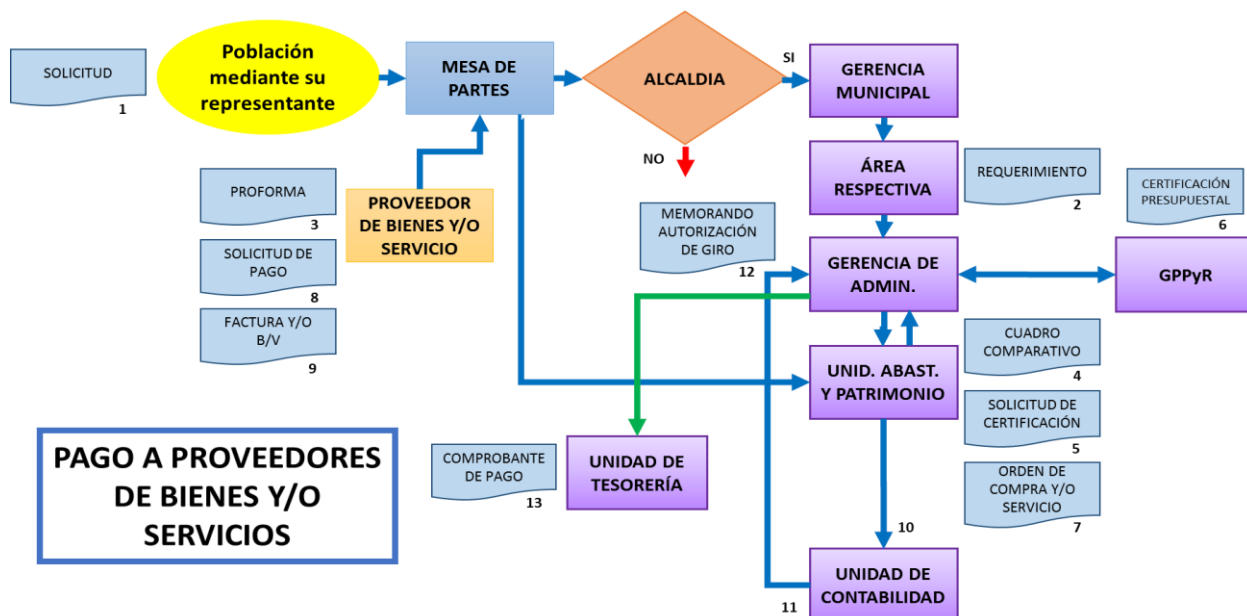 SOLICITUD
1
Población
mediante su
representante
MESA DE
PARTES
ALCALDIA
SI
NO
GERENCIA
MUNICIPAL
ÁREA
RESPECTIVA
REQUERIMIENTO
2
CERTIFICACIÓN
PRESUPUESTAL
6
PROFORMA
3
PROVEEDOR
DE BIENES Y/O
SERVICIO
SOLICITUD DE
PAGO
8
FACTURA Y/O
B/V
9
MEMORANDO
AUTORIZACIÓN
DE GIRO
12
GERENCIA DE
ADMIN.
GPPyR
UNID. ABAST.
Y PATRIMONIO
CUADRO
COMPARATIVO
4
SOLICITUD DE
CERTIFICACIÓN
5
ORDEN DE
COMPRA Y/O
SERVICIO
7
PAGO A PROVEEDORES
DE BIENES Y/O
SERVICIOS
COMPROBANTE
DE PAGO
13
UNIDAD DE
TESORERÍA
10
UNIDAD DE
CONTABILIDAD
11